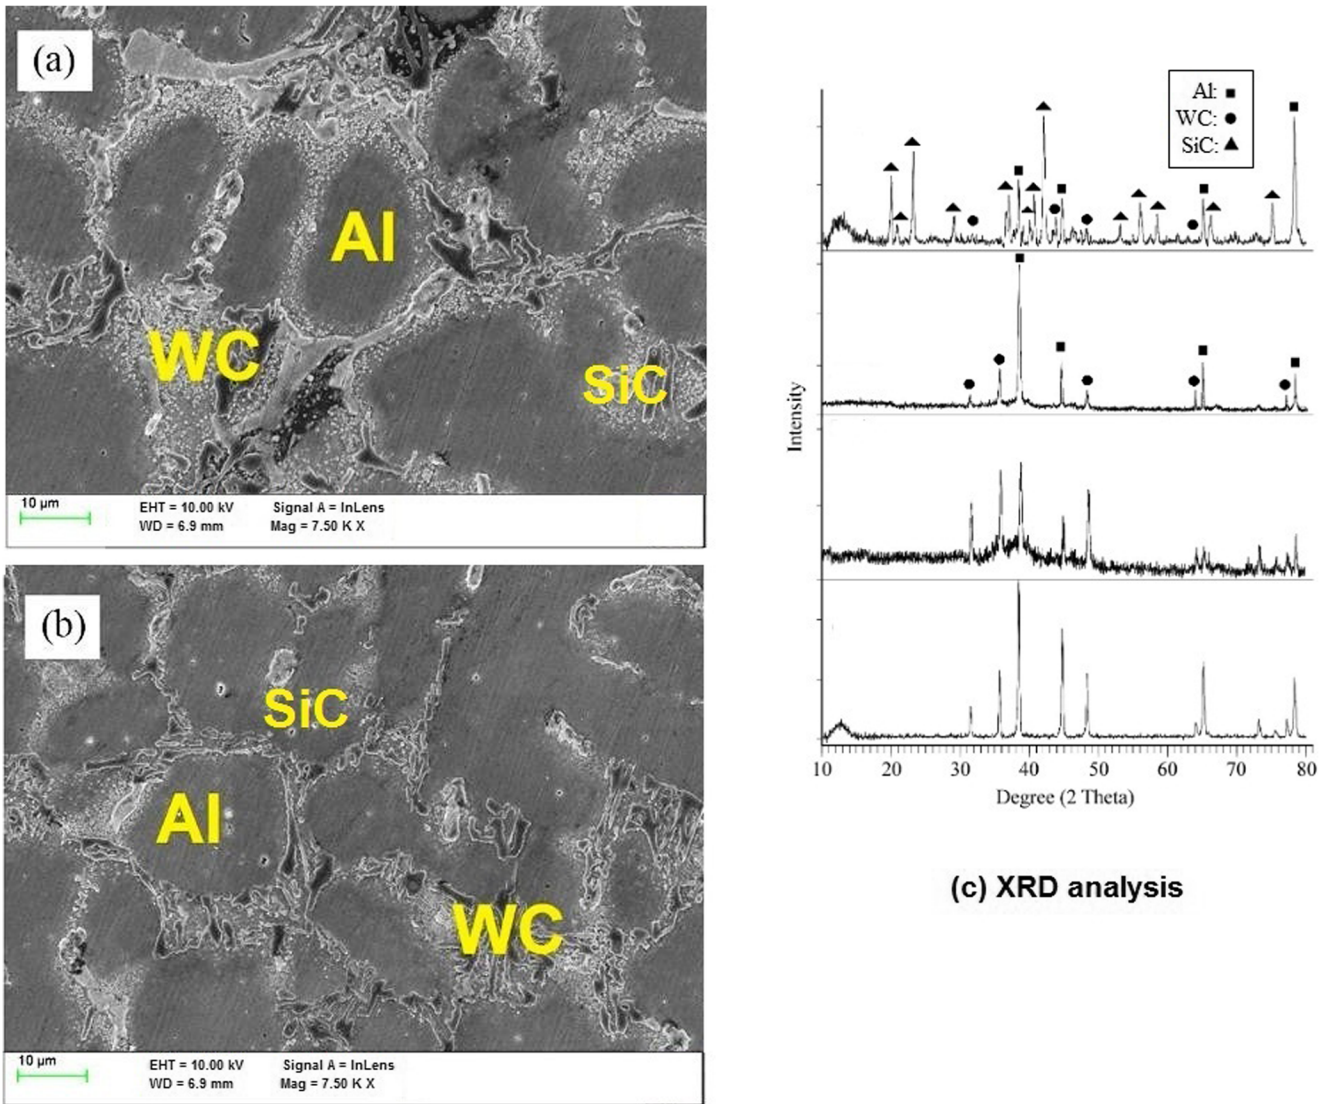 (a)
Al
WC
SiC
10 µm
EHT = 10.00 kV Signal A = InLens
WD = 6.9 mm Mag = 7.50 K X
(b)
SiC
Al
WC
10 µm
EHT = 10.00 kV Signal A = InLens
WD = 6.9 mm Mag = 7.50 K X
Al: ■
WC: ●
SiC: ▲
Intensity
10 20 30 40 50 60 70 80
Degree (2 Theta)
(c) XRD analysis